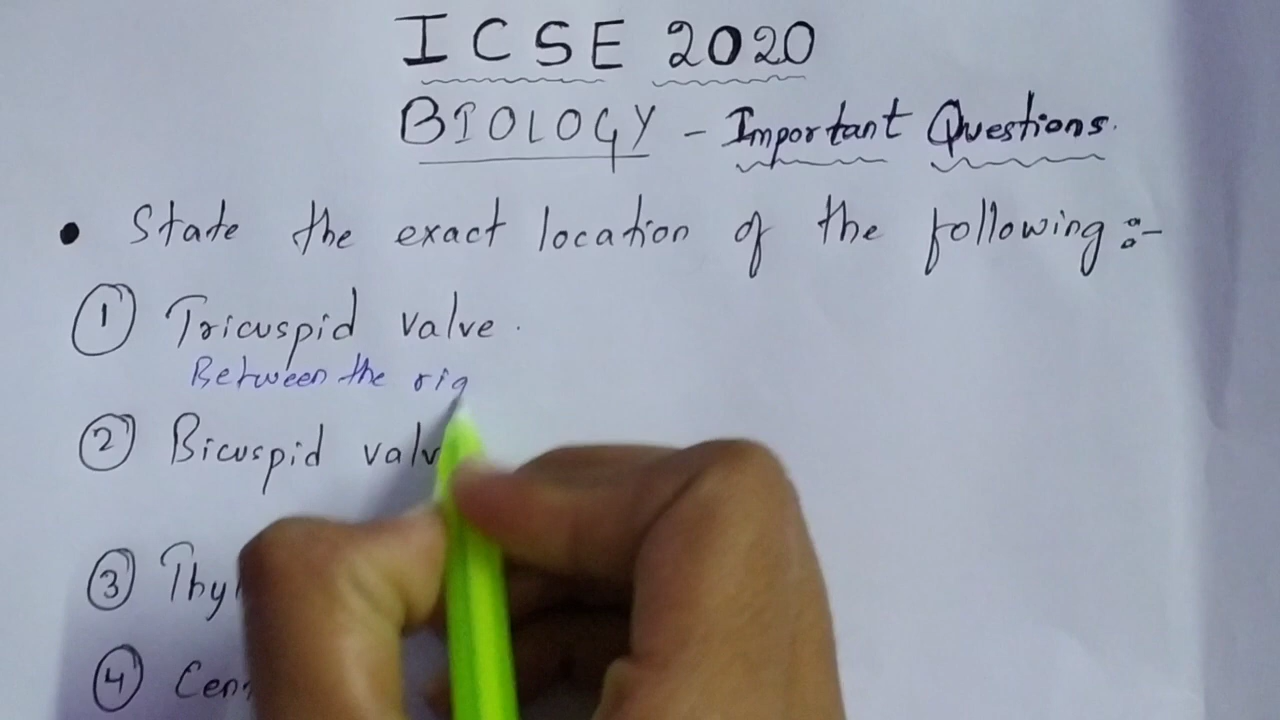 ICSE 2020
BIOLOGY - Important Questions.
• State the exact location of the following :-
① Tricuspid valve.
Between the rig
② Bicuspid valv
③ Thy
④ Cen